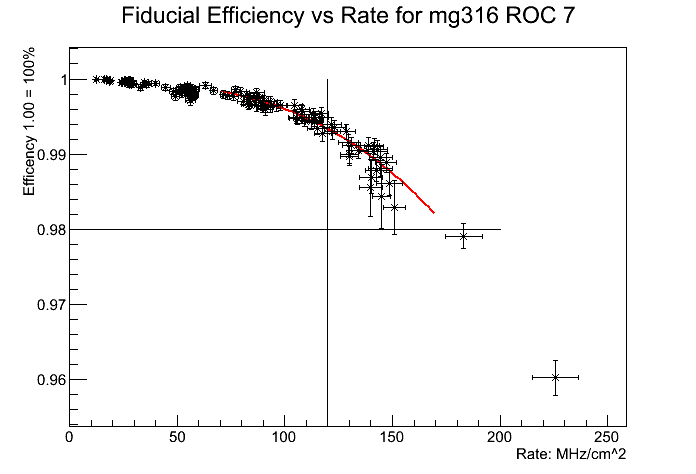 Fiducial Efficiency vs Rate for mg316 ROC 7
Efficency 1.00 = 100%
1
0.99
0.98
0.97
0.96
0 50 100 150 200 250
Rate: MHz/cm^2